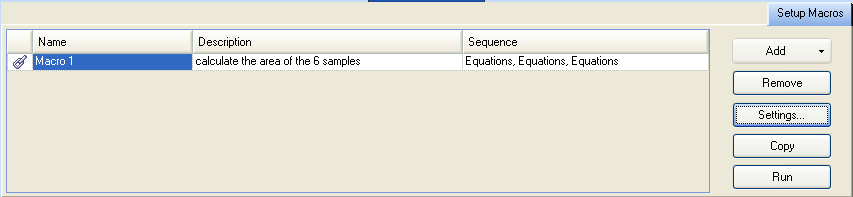 Setup Macros
Name Description Sequence
Macro 1 calculate the area of the 6 samples Equations, Equations, Equations
Add
Remove
Settings...
Copy
Run